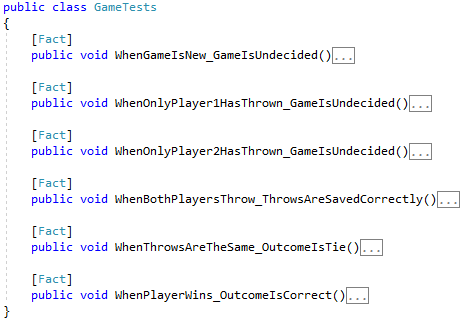 public class GameTests
{
[Fact]
public void WhenGameIsNew_GameIsUndecided()...
[Fact]
public void WhenOnlyPlayer1HasThrown_GameIsUndecided()...
[Fact]
public void WhenOnlyPlayer2HasThrown_GameIsUndecided()...
[Fact]
public void WhenBothPlayersThrow_ThrowsAreSavedCorrectly()...
[Fact]
public void WhenThrowsAreTheSame_OutcomeIsTie()...
[Fact]
public void WhenPlayerWins_OutcomeIsCorrect()...
}